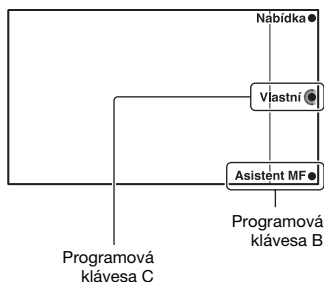 Nabídka
Vlastní
Asistent MF
Programová
klávesa B
Programová
klávesa C